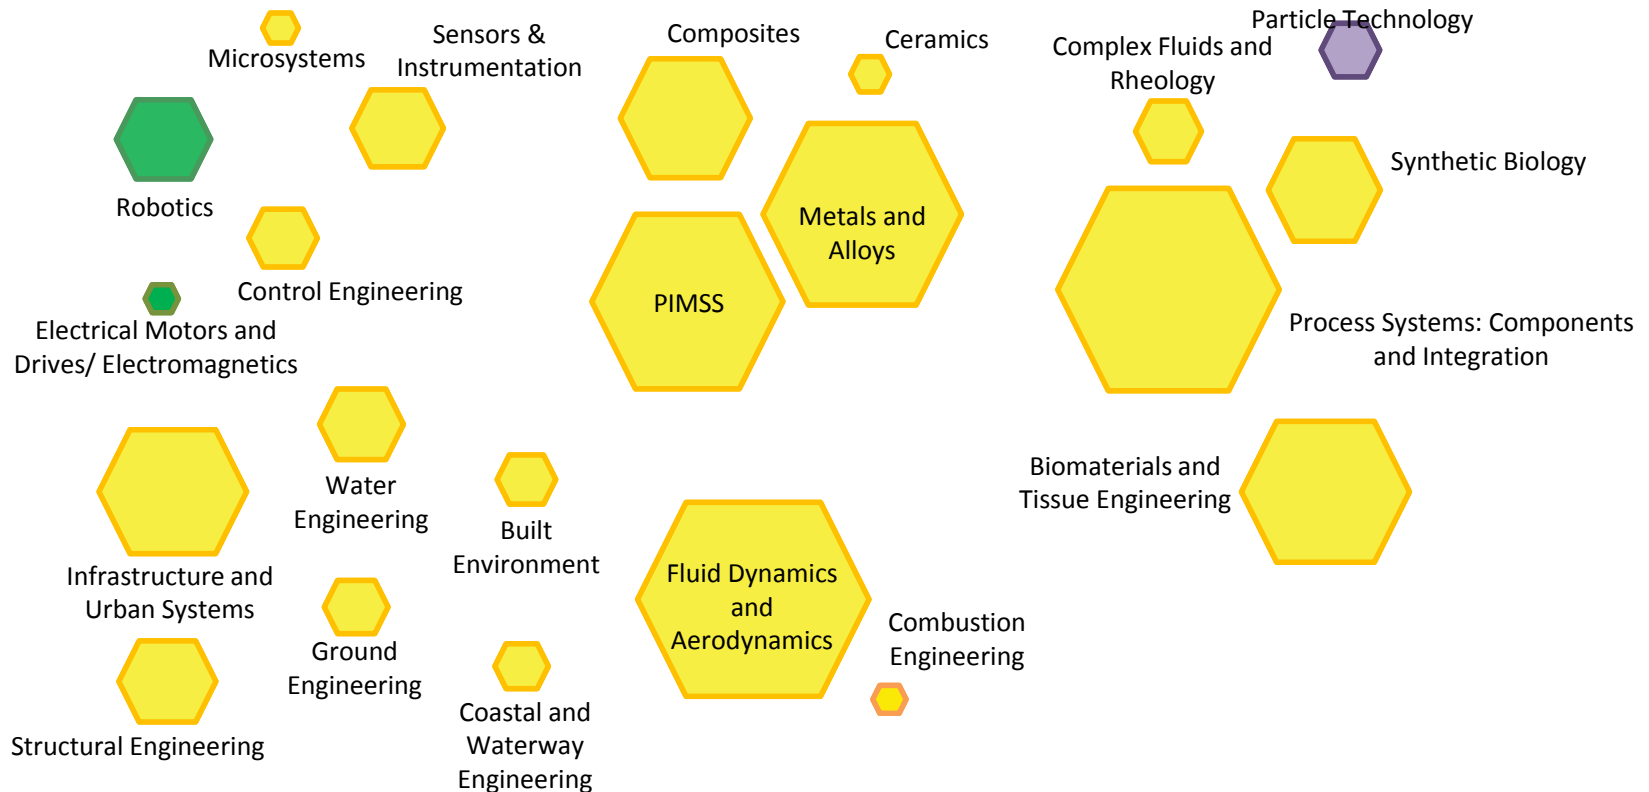 Microsystems
Sensors &
Instrumentation
Composites
Ceramics
Complex Fluids and
Rheology
Particle Technology
Robotics
Metals and
Alloys
Synthetic Biology
Control Engineering
PIMSS
Electrical Motors and
Drives/ Electromagnetics
Process Systems: Components
and Integration
Water
Engineering
Built
Environment
Biomaterials and
Tissue Engineering
Infrastructure and
Urban Systems
Fluid Dynamics
and
Aerodynamics
Ground
Engineering
Combustion
Engineering
Structural Engineering
Coastal and
Waterway
Engineering